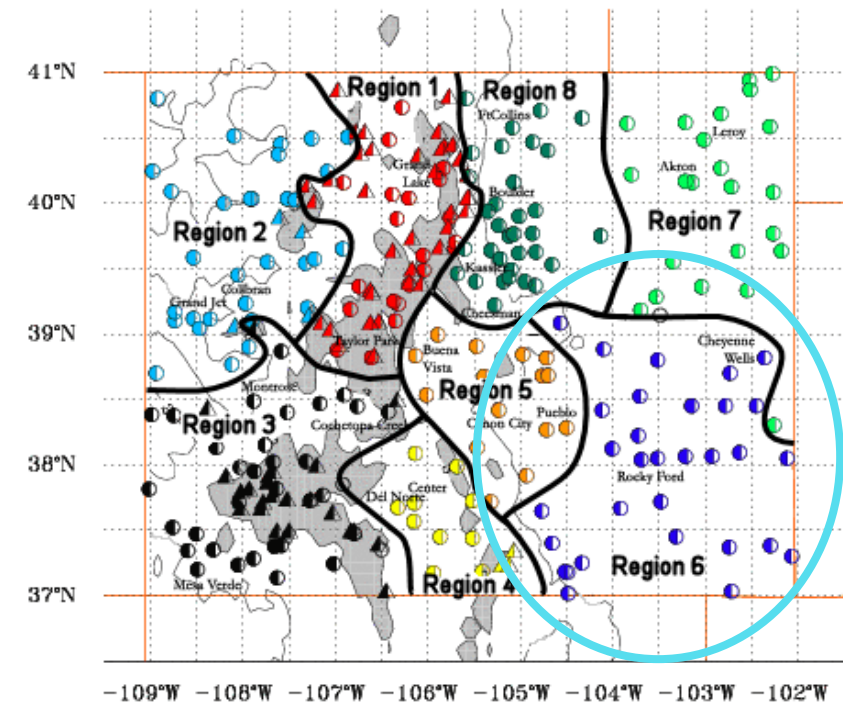 41°N
Region 1
Region 8
FtCollins
Leroy
Grand
Lake
Akron
Boulder
40°N
Region 2
Region 7
Kassler
Collbran
Grand Jct
Cheesman
39°N
Taylor Park
Buena
Vista
Cheyenne
Wells
Montrose
Region 5
Region 3
Cochetopa Creek
Canon City
Pueblo
38°N
Rocky Ford
Center
Del Norte
Region 6
Mesa Verde
Region 4
37°N
-109°W -108°W -107°W -106°W -105°W -104°W -103°W -102°W